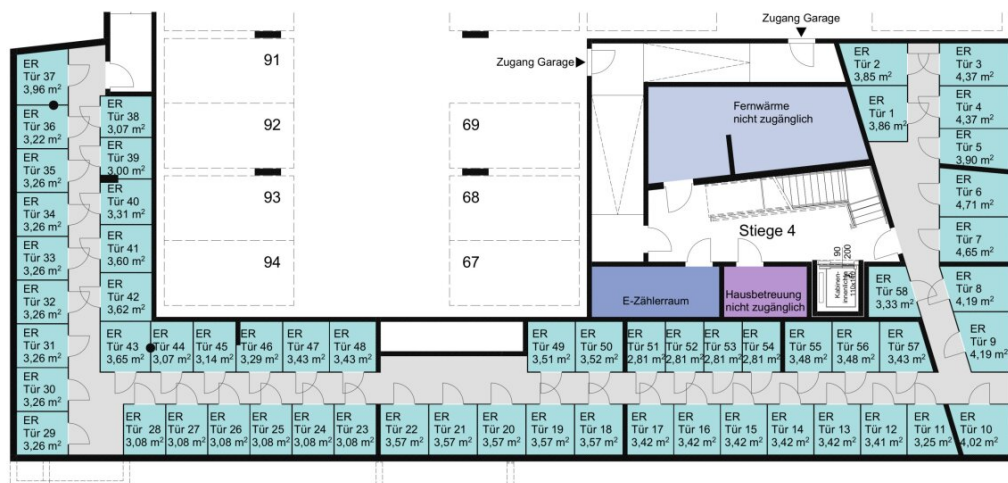 Zugang Garage
Zugang Garage
91
92
93
94
69
68
67
Fernwärme
nicht zugänglich
Stiege 4
90
200
Kabinen-
E-Zählerraum
Hausbetreuung
nicht zugänglich
ER
Tür 37
3,96 m²
ER
Tür 36
3,22 m²
ER
Tür 35
3,26 m²
ER
Tür 34
3,26 m²
ER
Tür 33
3,26 m²
ER
Tür 32
3,26 m²
ER
Tür 31
3,26 m²
ER
Tür 30
3,26 m²
ER
Tür 29
3,26 m²
ER
Tür 38
3,07 m²
ER
Tür 39
3,00 m²
ER
Tür 40
3,31 m²
ER
Tür 41
3,60 m²
ER
Tür 42
3,62 m²
ER
Tür 43
3,65 m²
ER
Tür 44
3,07 m²
ER
Tür 45
3,14 m²
ER
Tür 46
3,29 m²
ER
Tür 47
3,43 m²
ER
Tür 48
3,43 m²
ER
Tür 49
3,51 m²
ER
Tür 50
3,52 m²
ER
Tür 51
2,81 m²
ER
Tür 52
2,81 m²
ER
Tür 53
2,81 m²
ER
Tür 54
2,81 m²
ER
Tür 55
3,48 m²
ER
Tür 56
3,48 m²
ER
Tür 57
3,43 m²
ER
Tür 58
3,33 m²
ER
Tür 2
3,85 m²
ER
Tür 1
3,86 m²
ER
Tür 3
4,37 m²
ER
Tür 4
4,37 m²
ER
Tür 5
3,90 m²
ER
Tür 6
4,71 m²
ER
Tür 7
4,65 m²
ER
Tür 8
4,19 m²
ER
Tür 9
4,19 m²
ER
Tür 28
3,08 m²
ER
Tür 27
3,08 m²
ER
Tür 26
3,08 m²
ER
Tür 25
3,08 m²
ER
Tür 24
3,08 m²
ER
Tür 23
3,08 m²
ER
Tür 22
3,57 m²
ER
Tür 21
3,57 m²
ER
Tür 20
3,57 m²
ER
Tür 19
3,57 m²
ER
Tür 18
3,57 m²
ER
Tür 17
3,42 m²
ER
Tür 16
3,42 m²
ER
Tür 15
3,42 m²
ER
Tür 14
3,42 m²
ER
Tür 13
3,42 m²
ER
Tür 12
3,41 m²
ER
Tür 11
3,25 m²
ER
Tür 10
4,02 m²